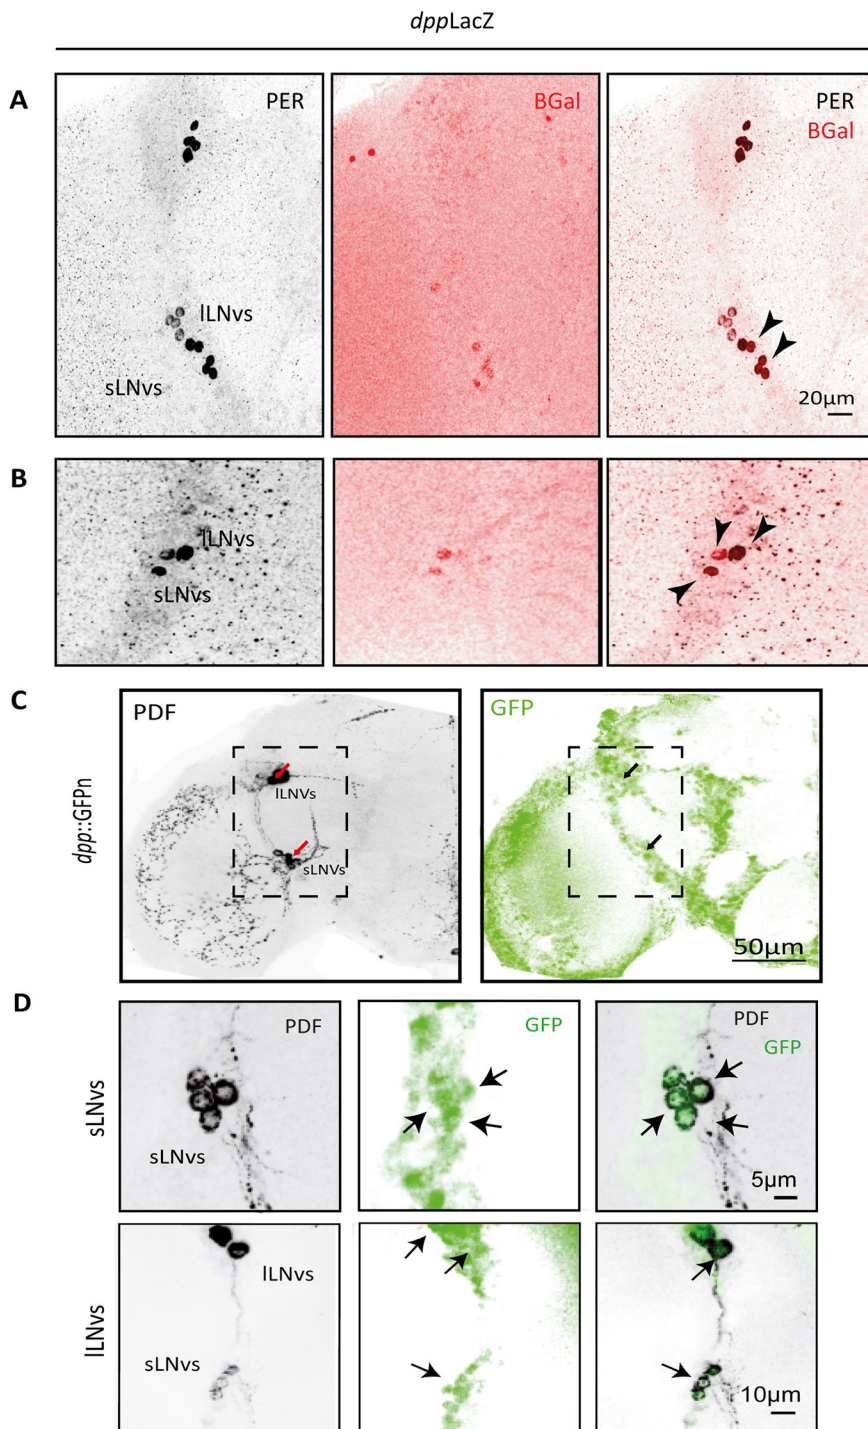 dppLacZ
A
PER
BGal
PER
BGal
lLNvs
sLNvs
20µm
B
lLNvs
sLNvs
C
PDF
GFP
dpp::GFPn
lLNVs
sLNVs
50µm
D
PDF
GFP
PDF
GFP
sLNvs
sLNvs
5µm
lLNvs
lLNvs
sLNvs
10µm